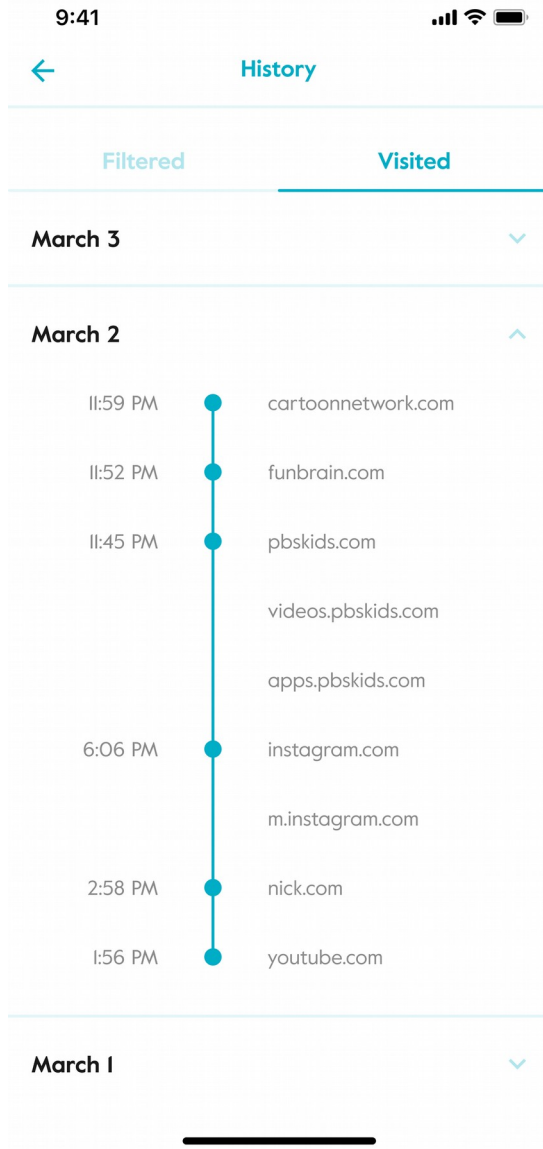 9:41
History
Filtered Visited
March 3
March 2
11:59 PM cartoonnetwork.com
11:52 PM funbrain.com
11:45 PM pbskids.com
videos.pbskids.com
apps.pbskids.com
6:06 PM instagram.com
m.instagram.com
2:58 PM nick.com
1:56 PM youtube.com
March 1